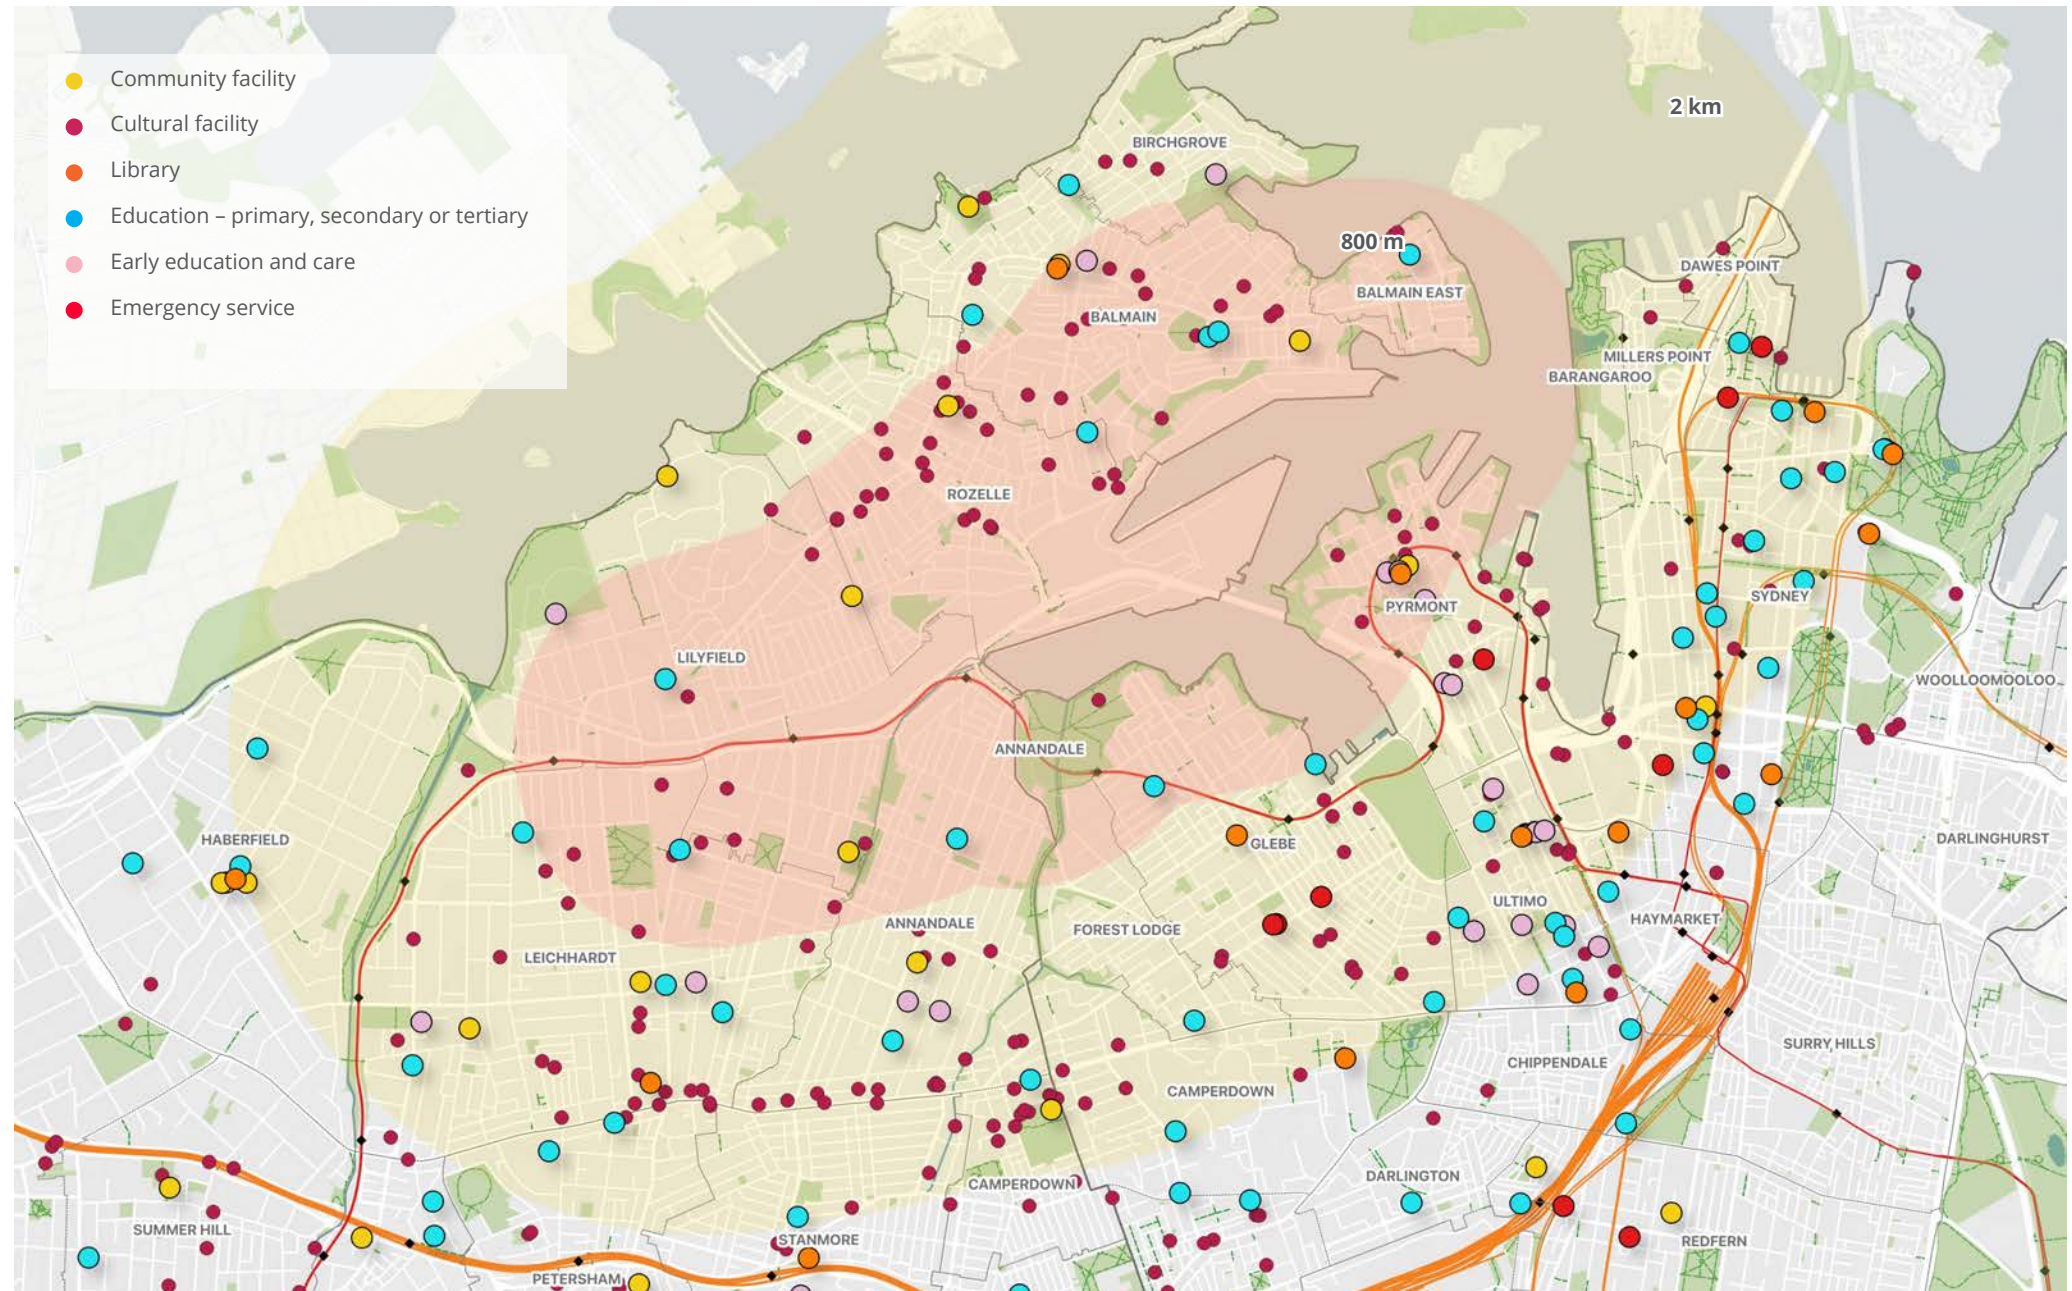 Community facility
Cultural facility
Library
Education – primary, secondary or tertiary
Early education and care
Emergency service
2 km
BIRCHGROVE
800 m
DAWES POINT
BALMAIN EAST
BALMAIN
MILLERS POINT
BARANGAROO
ROZELLE
SYDNEY
PYRMONT
LILYFIELD
WOOLLOOMOOLOO
ANNANDALE
HABERFIELD
GLEBE
DARLINGHURST
ULTIMO
HAYMARKET
ANNANDALE
FOREST LODGE
LEICHHARDT
SURRY HILLS
CHIPPENDALE
CAMPERDOWN
DARLINGTON
CAMPERDOWN
SUMMER HILL
STANMORE
REDFERN
PETERSHAM